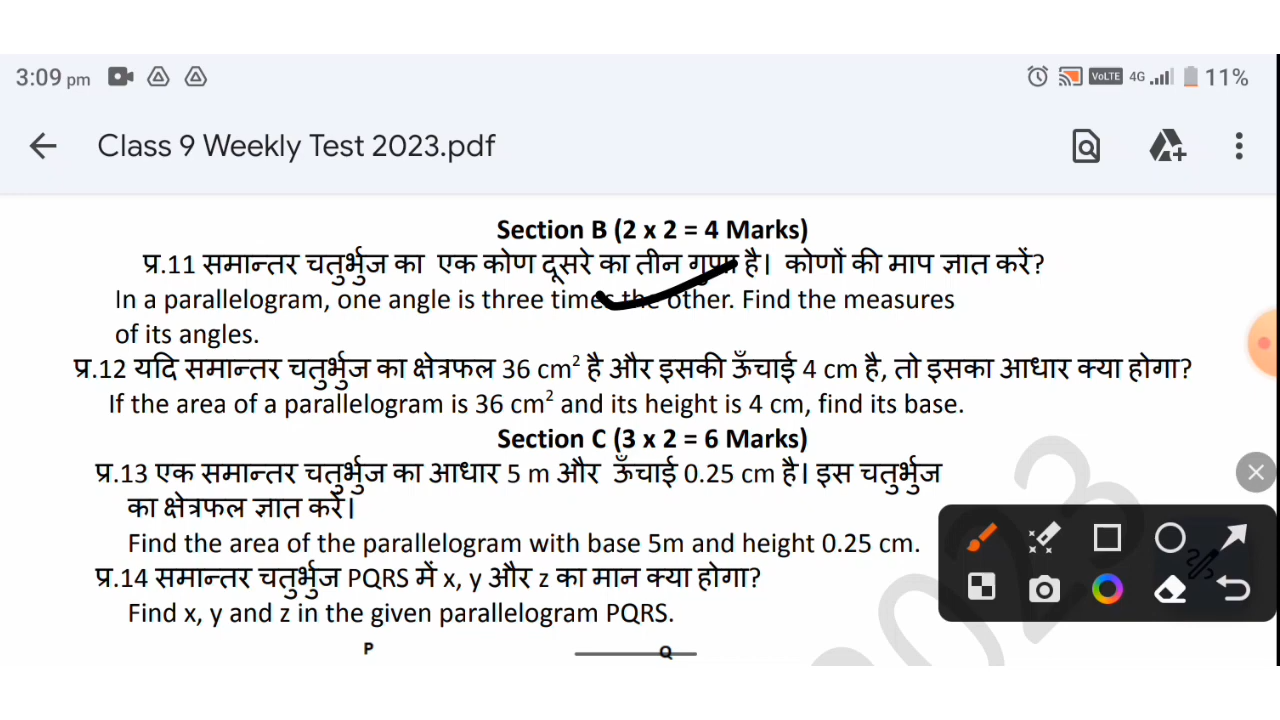 3:09 pm VoLTE 4G 11%
Class 9 Weekly Test 2023.pdf
Section B (2 x 2 = 4 Marks)
प्र.11 समान्तर चतुर्भुज का एक कोण दूसरे का तीन गुणा है। कोणों की माप ज्ञात करें?
In a parallelogram, one angle is three times the other. Find the measures
of its angles.
प्र.12 यदि समान्तर चतुर्भुज का क्षेत्रफल 36 cm² है और इसकी ऊँचाई 4 cm है, तो इसका आधार क्या होगा?
If the area of a parallelogram is 36 cm² and its height is 4 cm, find its base.
Section C (3 x 2 = 6 Marks)
प्र.13 एक समान्तर चतुर्भुज का आधार 5 m और ऊँचाई 0.25 cm है। इस चतुर्भुज
का क्षेत्रफल ज्ञात करें।
Find the area of the parallelogram with base 5m and height 0.25 cm.
प्र.14 समान्तर चतुर्भुज PQRS में x, y और z का मान क्या होगा?
Find x, y and z in the given parallelogram PQRS.
P Q
2023